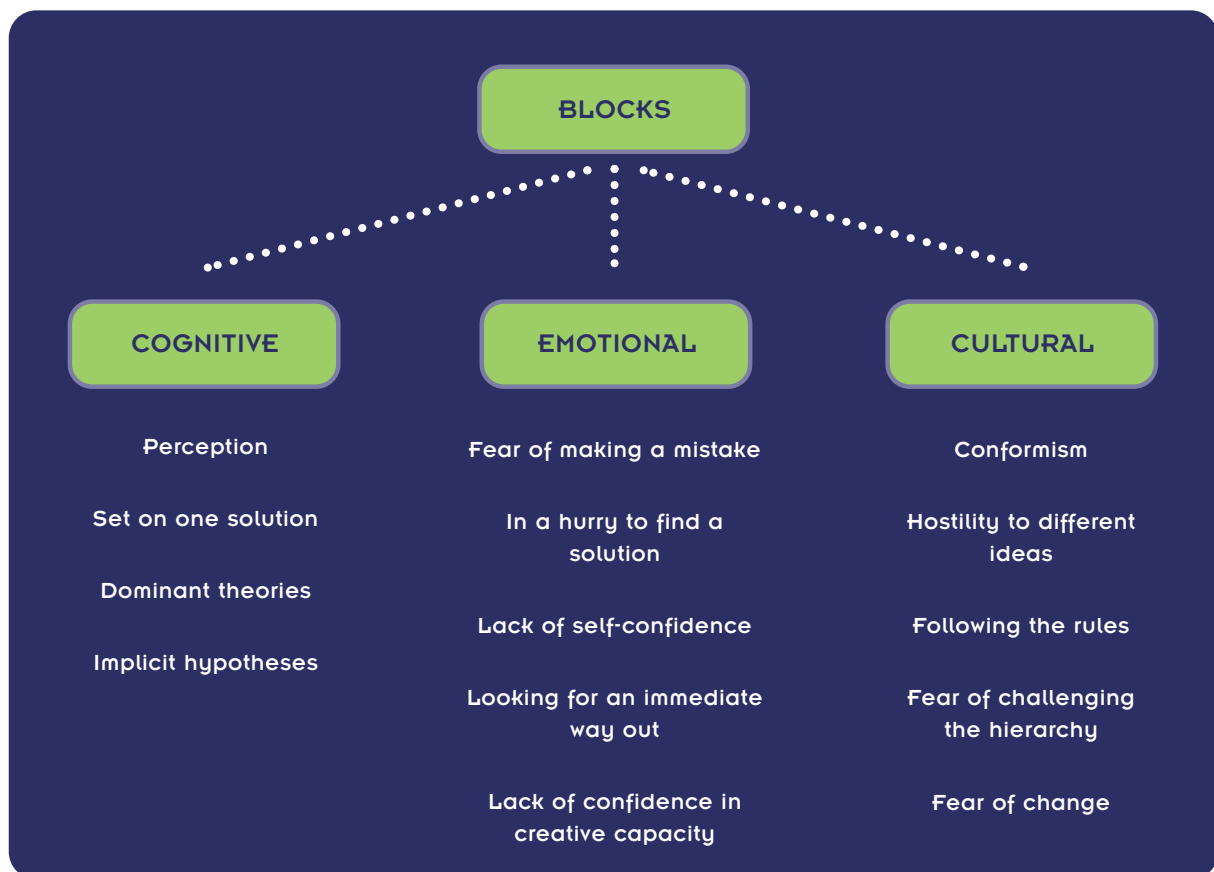 BLOCKS
COGNITIVE
Perception
Set on one solution
Dominant theories
Implicit hypotheses
EMOTIONAL
Fear of making a mistake
In a hurry to find a
solution
Lack of self-confidence
Looking for an immediate
way out
Lack of confidence in
creative capacity
CULTURAL
Conformism
Hostility to different
ideas
Following the rules
Fear of challenging
the hierarchy
Fear of change